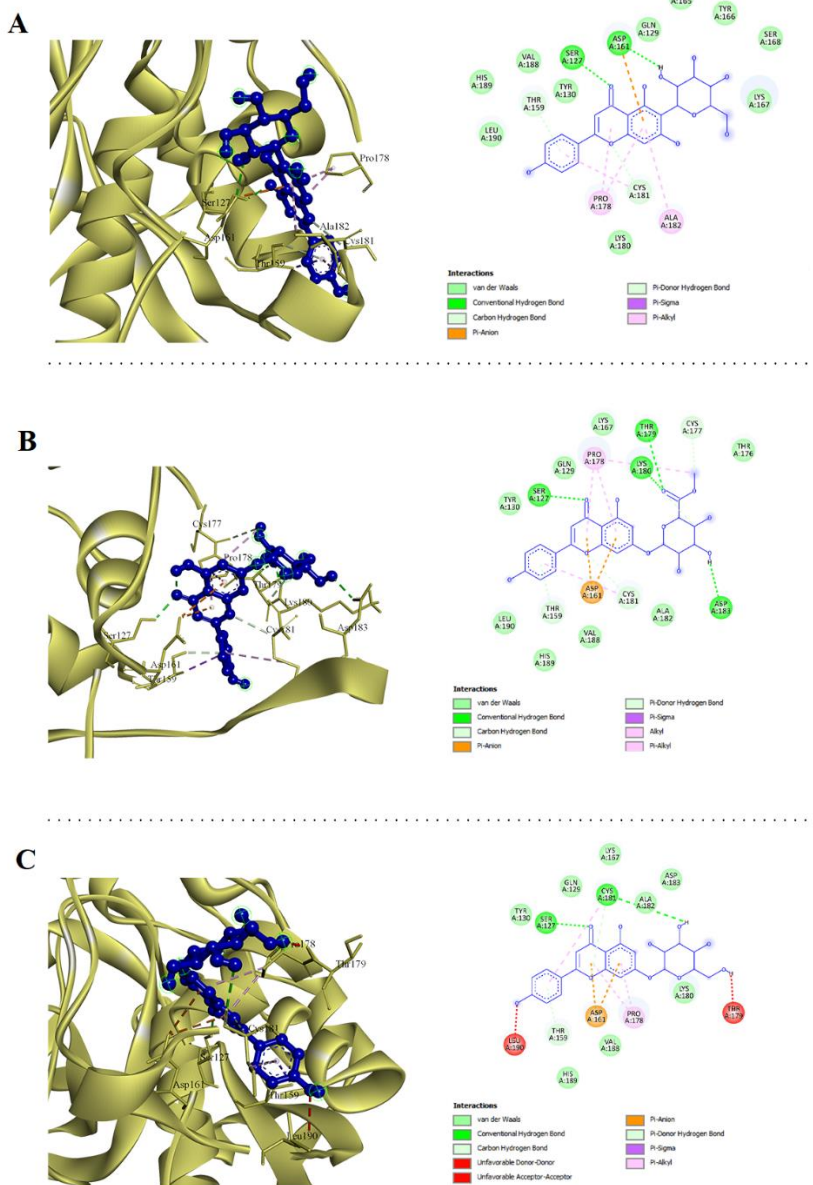 A
Pro178
Ser127
Asp161
Ala182
Cys181
Thr159
A:165
TYR
A:166
GLN
A:129
ASP
A:161
SER
A:168
SER
A:127
VAL
A:188
HIS
A:189
TYR
A:130
LYS
A:167
THR
A:159
LEU
A:190
CYS
A:181
PRO
A:178
ALA
A:182
LYS
A:180
Interactions
van der Waals
Conventional Hydrogen Bond
Carbon Hydrogen Bond
Pi-Anion
Pi-Donor Hydrogen Bond
Pi-Sigma
Pi-Alkyl
B
Cys177
Pro178
Lys180
Ser127
Cys181
Asp183
Asp161
Thr159
LYS
A:167
THR
A:179
CYS
A:177
THR
A:176
PRO
A:178
GLN
A:129
LYS
A:180
SER
A:127
TYR
A:130
ASP
A:161
CYS
A:181
ASP
A:183
THR
A:159
ALA
A:182
LEU
A:190
VAL
A:188
HIS
A:189
Interactions
van der Waals
Conventional Hydrogen Bond
Carbon Hydrogen Bond
Pi-Anion
Pi-Donor Hydrogen Bond
Pi-Sigma
Alkyl
Pi-Alkyl
C
Thr179
Cys181
Ser127
Asp161
Thr159
Leu190
LYS
A:167
GLN
A:129
CYS
A:181
ASP
A:183
ALA
A:182
TYR
A:130
SER
A:127
LYS
A:180
ASP
A:161
PRO
A:178
THR
A:159
LEU
A:190
VAL
A:188
HIS
A:189
Interactions
van der Waals
Conventional Hydrogen Bond
Carbon Hydrogen Bond
Unfavorable Donor-Donor
Unfavorable Acceptor-Acceptor
Pi-Anion
Pi-Donor Hydrogen Bond
Pi-Sigma
Pi-Alkyl